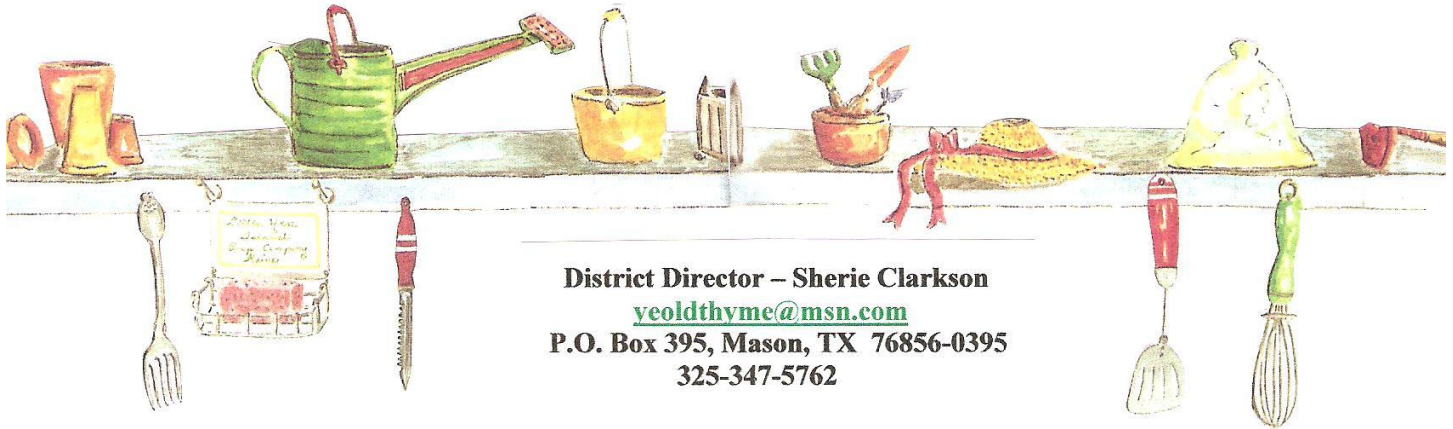 District Director – Sherie Clarkson
yeoldthyme@msn.com
P.O. Box 395, Mason, TX  76856-0395
325-347-5762